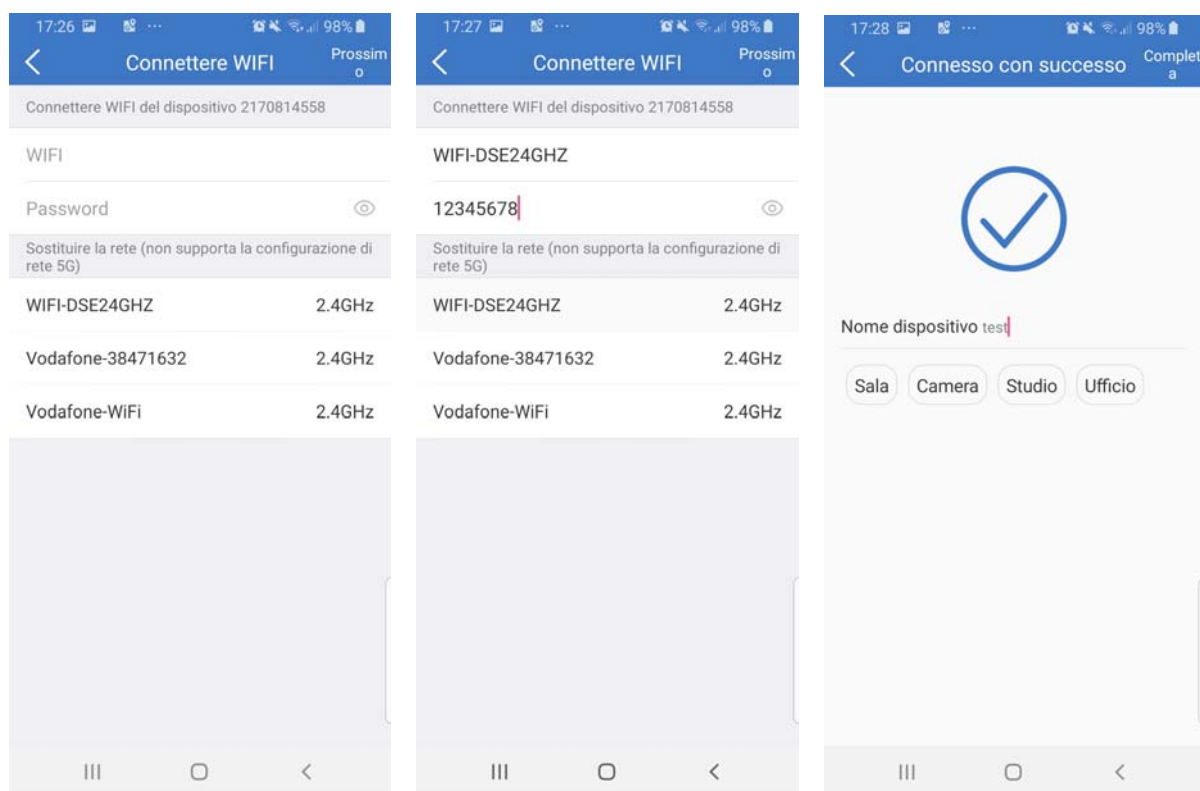 17:26 98%
Connettere WIFI
Prossim
o
Connettere WIFI del dispositivo 2170814558
WIFI
Password
Sostituire la rete (non supporta la configurazione di
rete 5G)
WIFI-DSE24GHZ 2.4GHz
Vodafone-38471632 2.4GHz
Vodafone-WiFi 2.4GHz
17:27 98%
Connettere WIFI
Prossim
o
Connettere WIFI del dispositivo 2170814558
WIFI-DSE24GHZ
12345678
Sostituire la rete (non supporta la configurazione di
rete 5G)
WIFI-DSE24GHZ 2.4GHz
Vodafone-38471632 2.4GHz
Vodafone-WiFi 2.4GHz
17:28 98%
Connesso con successo
Complet
a
Nome dispositivo test
Sala Camera Studio Ufficio